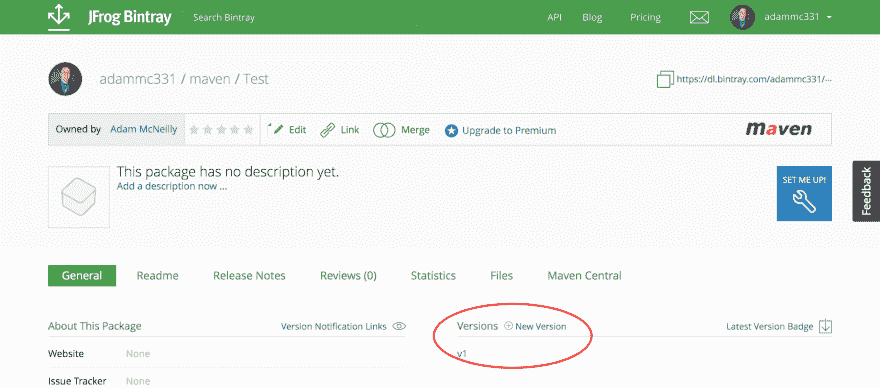 JFrog Bintray Search Bintray API Blog Pricing adammc331
adammc331 / maven / Test https://dl.bintray.com/adammc331/...
Owned by Adam McNeilly Edit Link Merge Upgrade to Premium maven
This package has no description yet.
Add a description now ...
SET ME UP!
Feedback
General Readme Release Notes Reviews (0) Statistics Files Maven Central
About This Package Version Notification Links Versions New Version Latest Version Badge
Website None v1
Issue Tracker None